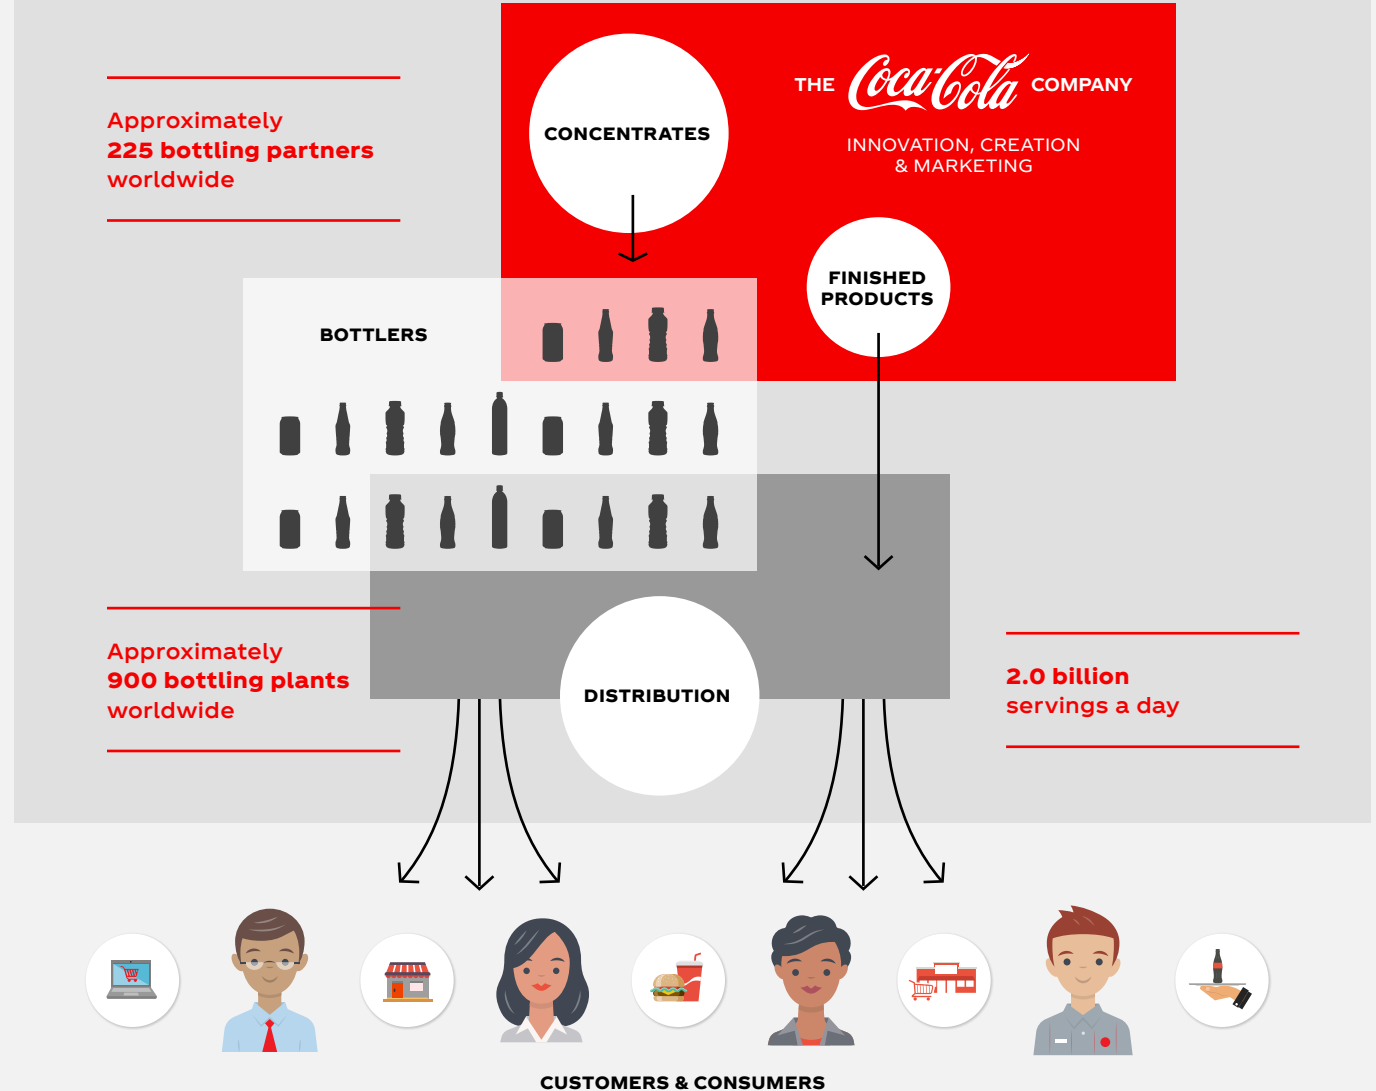 Approximately
225 bottling partners
worldwide
CONCENTRATES
THE Coca-Cola COMPANY
INNOVATION, CREATION
& MARKETING
FINISHED
PRODUCTS
BOTTLERS
Approximately
900 bottling plants
worldwide
DISTRIBUTION
2.0 billion
servings a day
CUSTOMERS & CONSUMERS